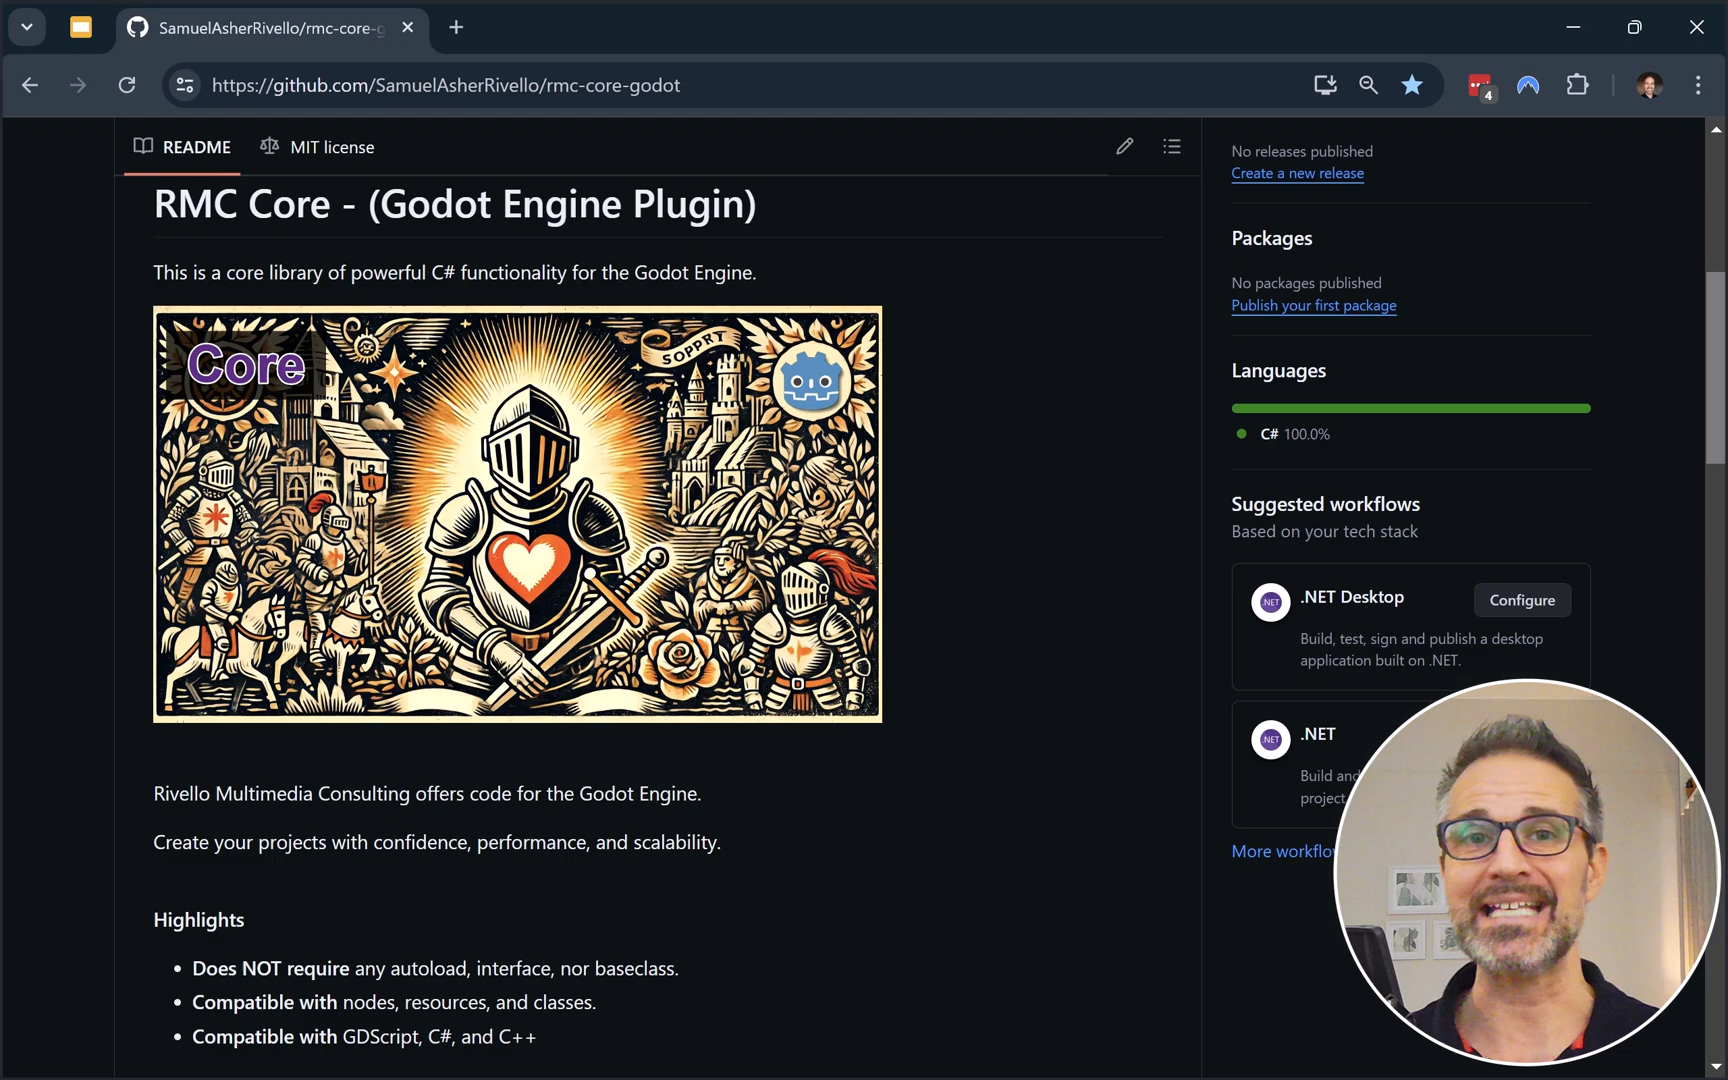 SamuelAsherRivello/rmc-core-g
https://github.com/SamuelAsherRivello/rmc-core-godot
4
README
MIT license
RMC Core - (Godot Engine Plugin)
This is a core library of powerful C# functionality for the Godot Engine.
Core
SOPPRY
Rivello Multimedia Consulting offers code for the Godot Engine.
Create your projects with confidence, performance, and scalability.
Highlights
• Does NOT require any autoload, interface, nor baseclass.
• Compatible with nodes, resources, and classes.
• Compatible with GDScript, C#, and C++
No releases published
Create a new release
Packages
No packages published
Publish your first package
Languages
C# 100.0%
Suggested workflows
Based on your tech stack
.NET
.NET Desktop
Configure
Build, test, sign and publish a desktop
application built on .NET.
.NET
.NET
Build and
project
More workflo